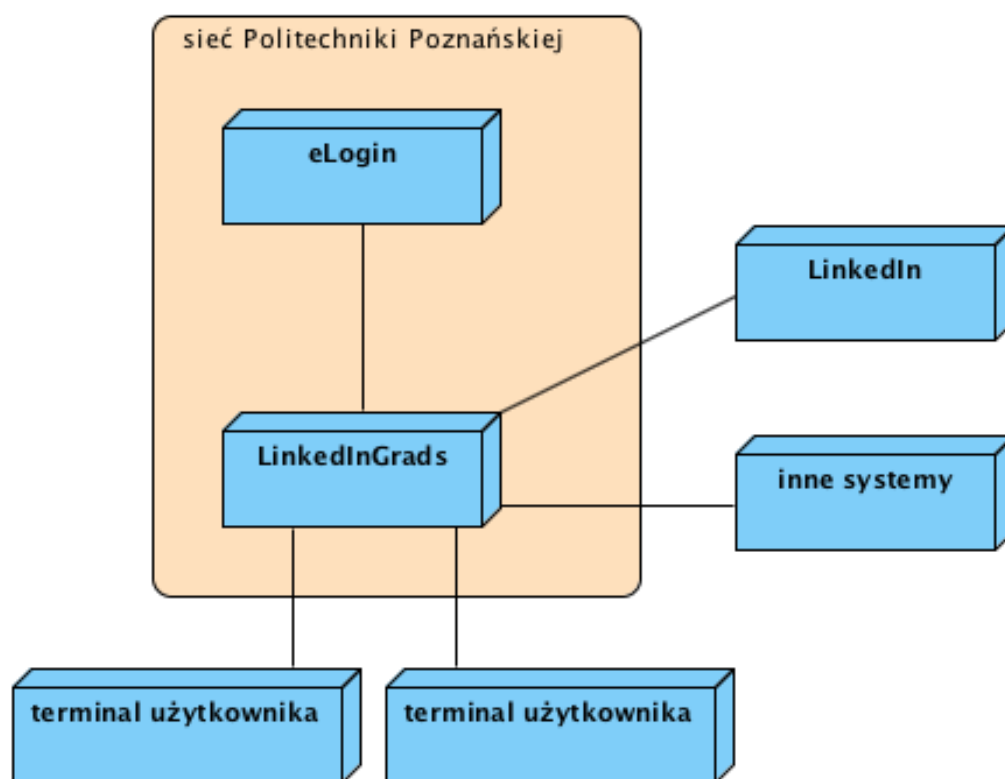 sieć Politechniki Poznańskiej
eLogin
LinkedIn
LinkedInGrads
inne systemy
terminal użytkownika
terminal użytkownika